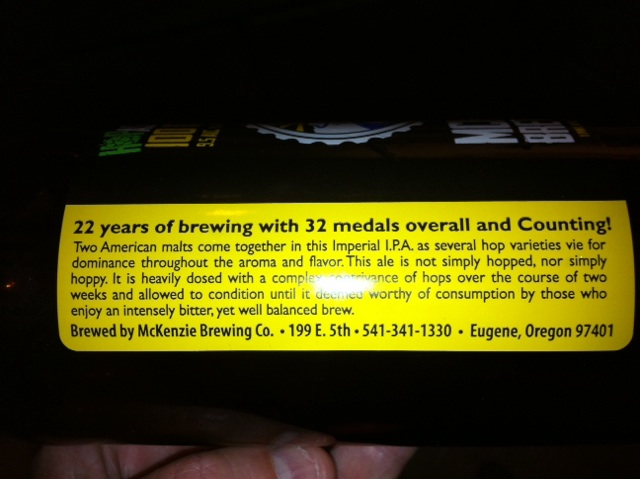 22 years of brewing with 32 medals overall and Counting!
Two American malts come together in this Imperial I.P.A. as several hop varieties vie for
dominance throughout the aroma and flavor. This ale is not simply hopped, nor simply
hoppy. It is heavily dosed with a complex contrivance of hops over the course of two
weeks and allowed to condition until it deemed worthy of consumption by those who
enjoy an intensely bitter, yet well balanced brew.
Brewed by McKenzie Brewing Co. • 199 E. 5th • 541-341-1330 • Eugene, Oregon 97401